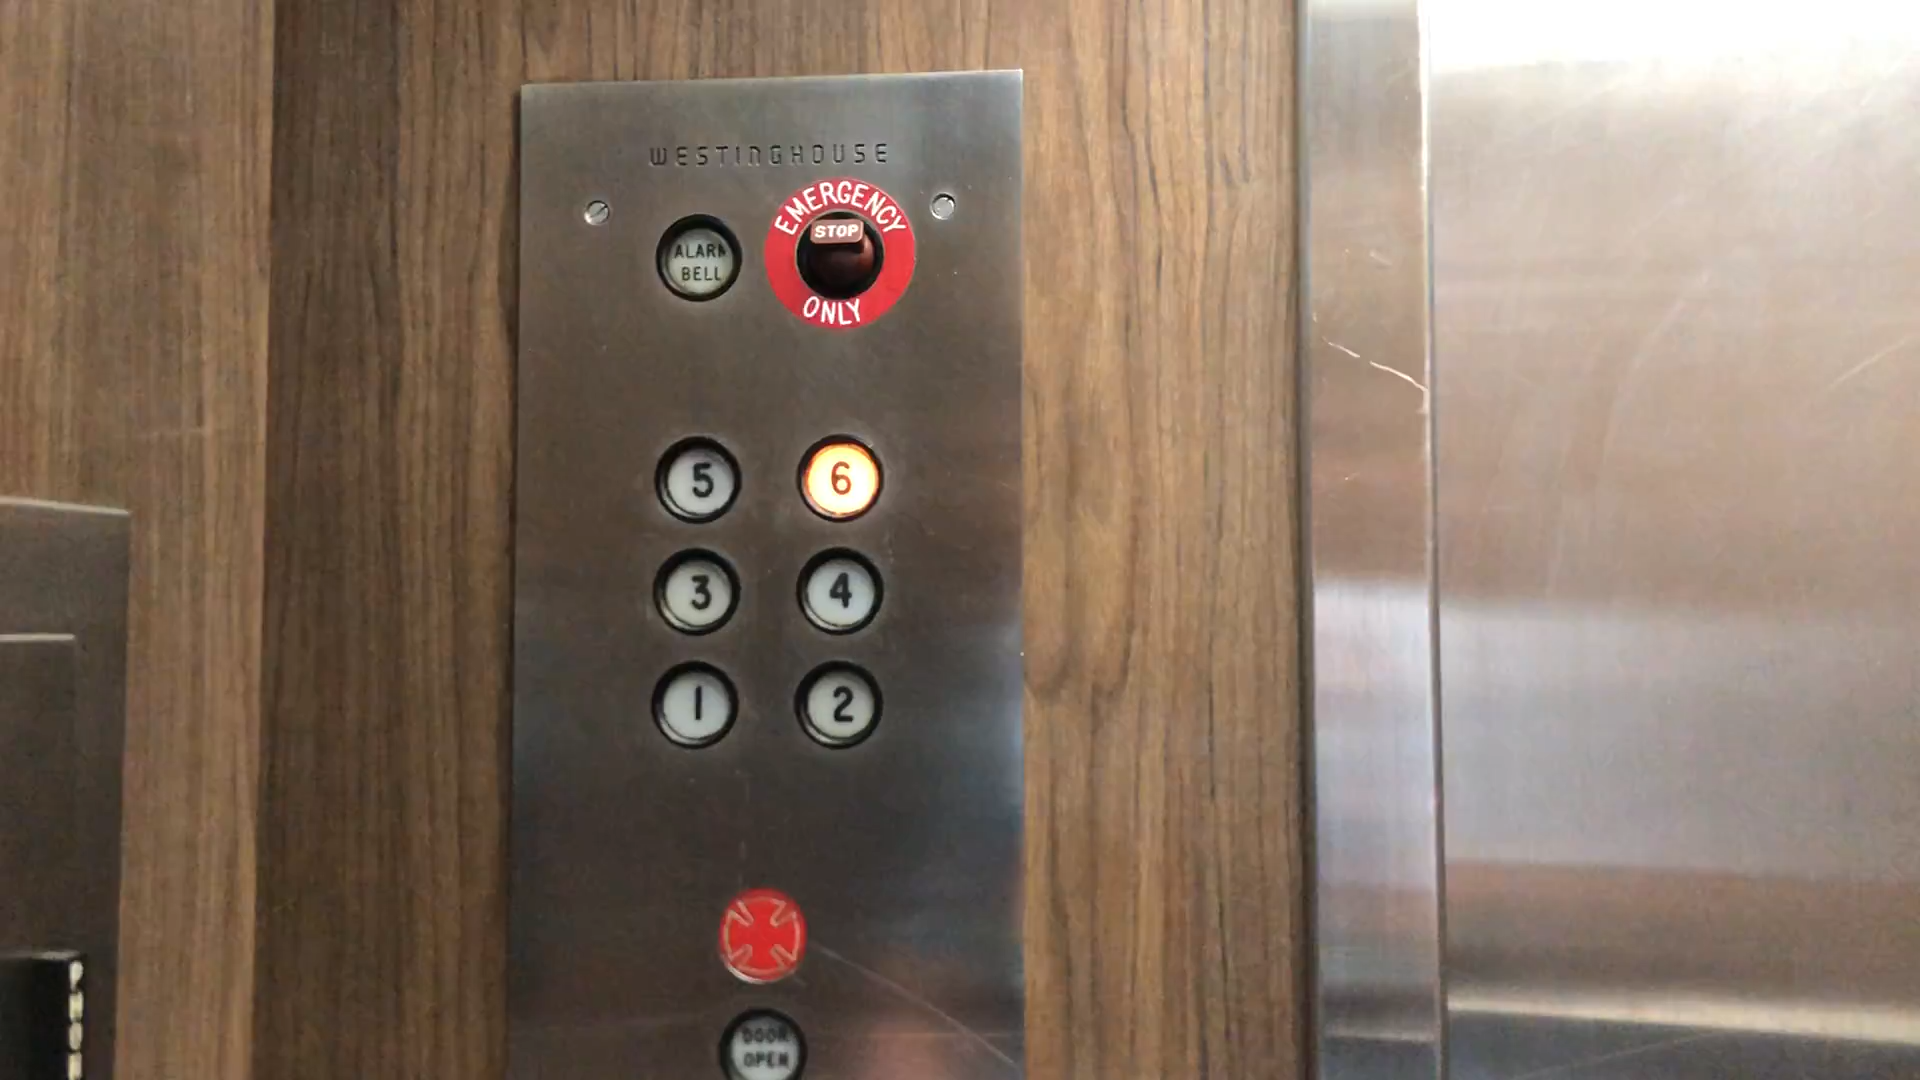 WESTINGHOUSE
EMERGENCY
STOP
ALARM
BELL
ONLY
5 6
3 4
1 2
DOOR
OPEN